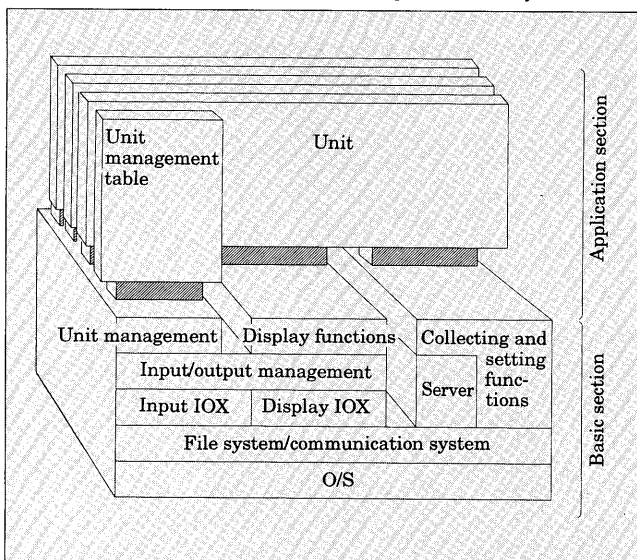 Unit
management
table
Unit
Application section
Unit management
Display functions
Collecting and
setting
func-
tions
Input/output management
Server
Input IOX
Display IOX
File system/communication system
O/S
Basic section